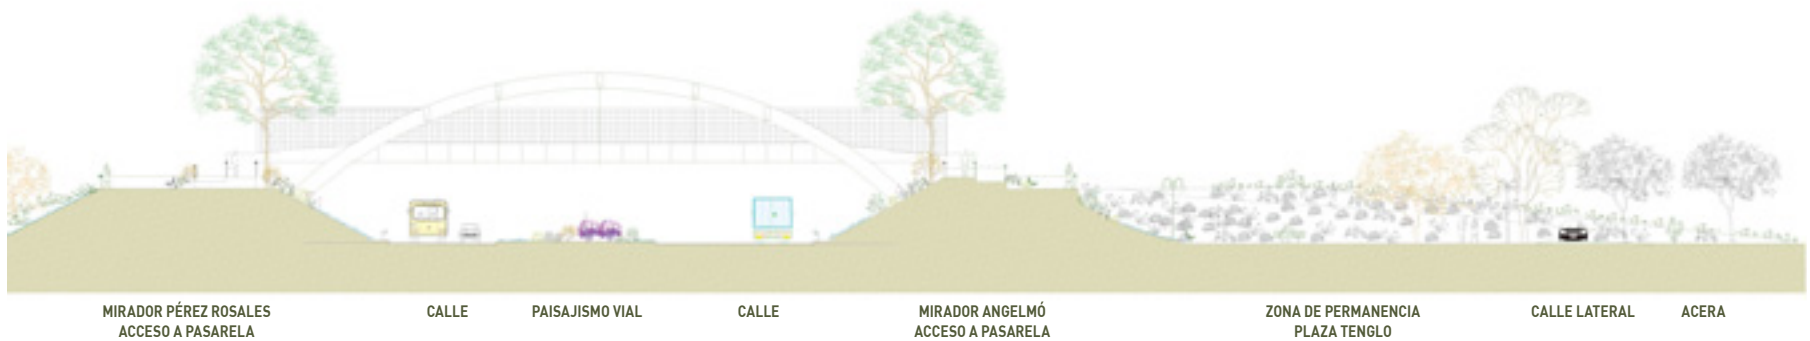 MIRADOR PÉREZ ROSALES
ACCESO A PASARELA
CALLE
PAISAJISMO VIAL
CALLE
MIRADOR ANGELMÓ
ACCESO A PASARELA
ZONA DE PERMANENCIA
PLAZA TENGLO
CALLE LATERAL
ACERA